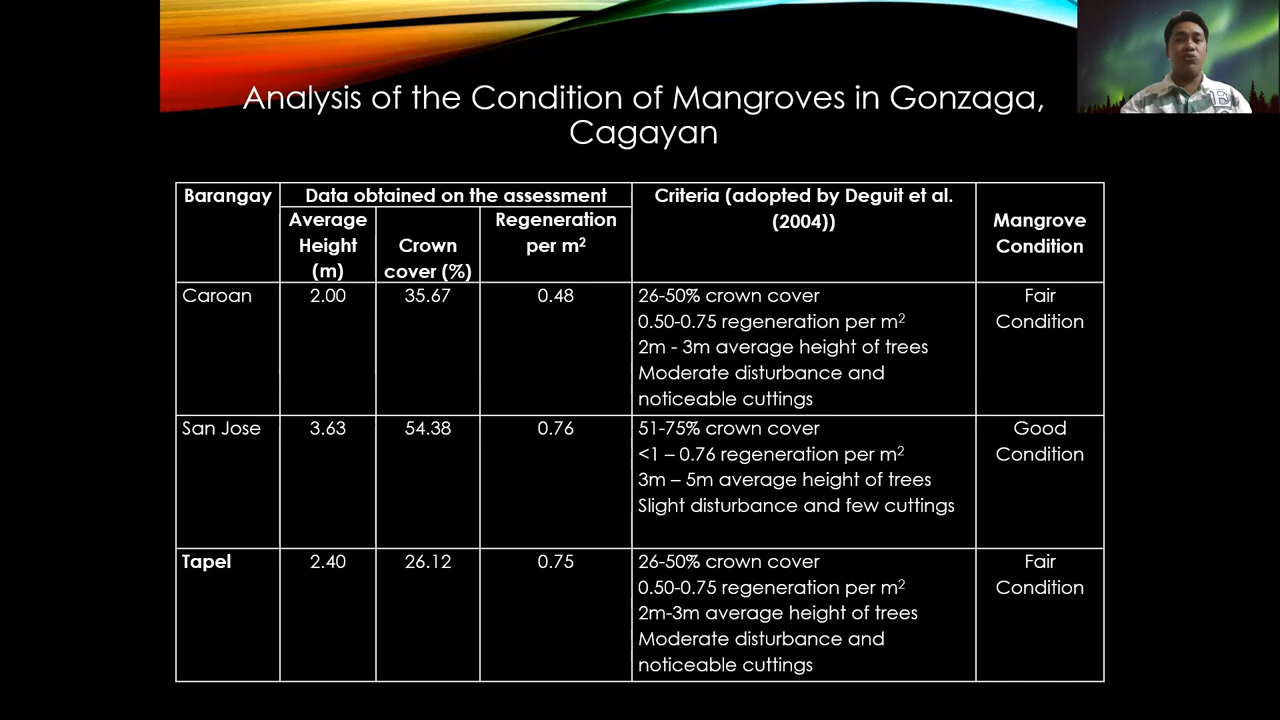 Analysis of the Condition of Mangroves in Gonzaga,
Cagayan
Barangay
Data obtained on the assessment
Criteria (adopted by Deguit et al.
(2004))
Mangrove
Condition
Average
Height
(m)
Crown
cover (%)
Regeneration
per m²
Caroan
2.00
35.67
0.48
26-50% crown cover
0.50-0.75 regeneration per m²
2m - 3m average height of trees
Moderate disturbance and
noticeable cuttings
Fair
Condition
San Jose
3.63
54.38
0.76
51-75% crown cover
<1 – 0.76 regeneration per m²
3m – 5m average height of trees
Slight disturbance and few cuttings
Good
Condition
Tapel
2.40
26.12
0.75
26-50% crown cover
0.50-0.75 regeneration per m²
2m-3m average height of trees
Moderate disturbance and
noticeable cuttings
Fair
Condition